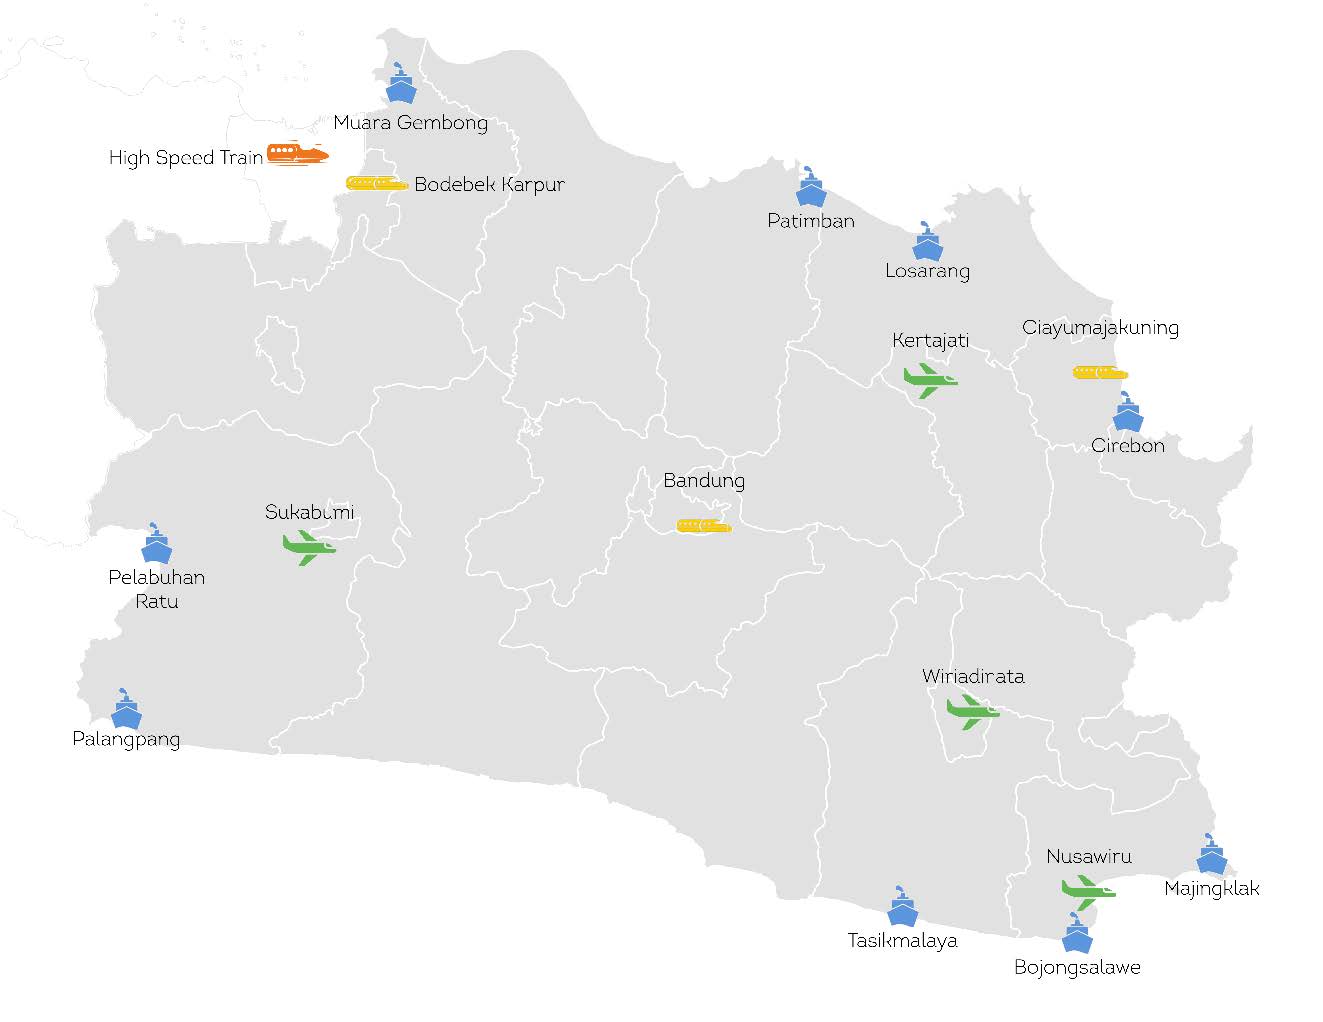 Muara Gembong
High Speed Train
Bodebek Karpur
Patimban
Losarang
Ciayumajakuning
Kertajati
Cirebon
Bandung
Sukabumi
Pelabuhan
Ratu
Wiriadirata
Palangpang
Nusawiru
Majingklak
Tasikmalaya
Bojongsalawe